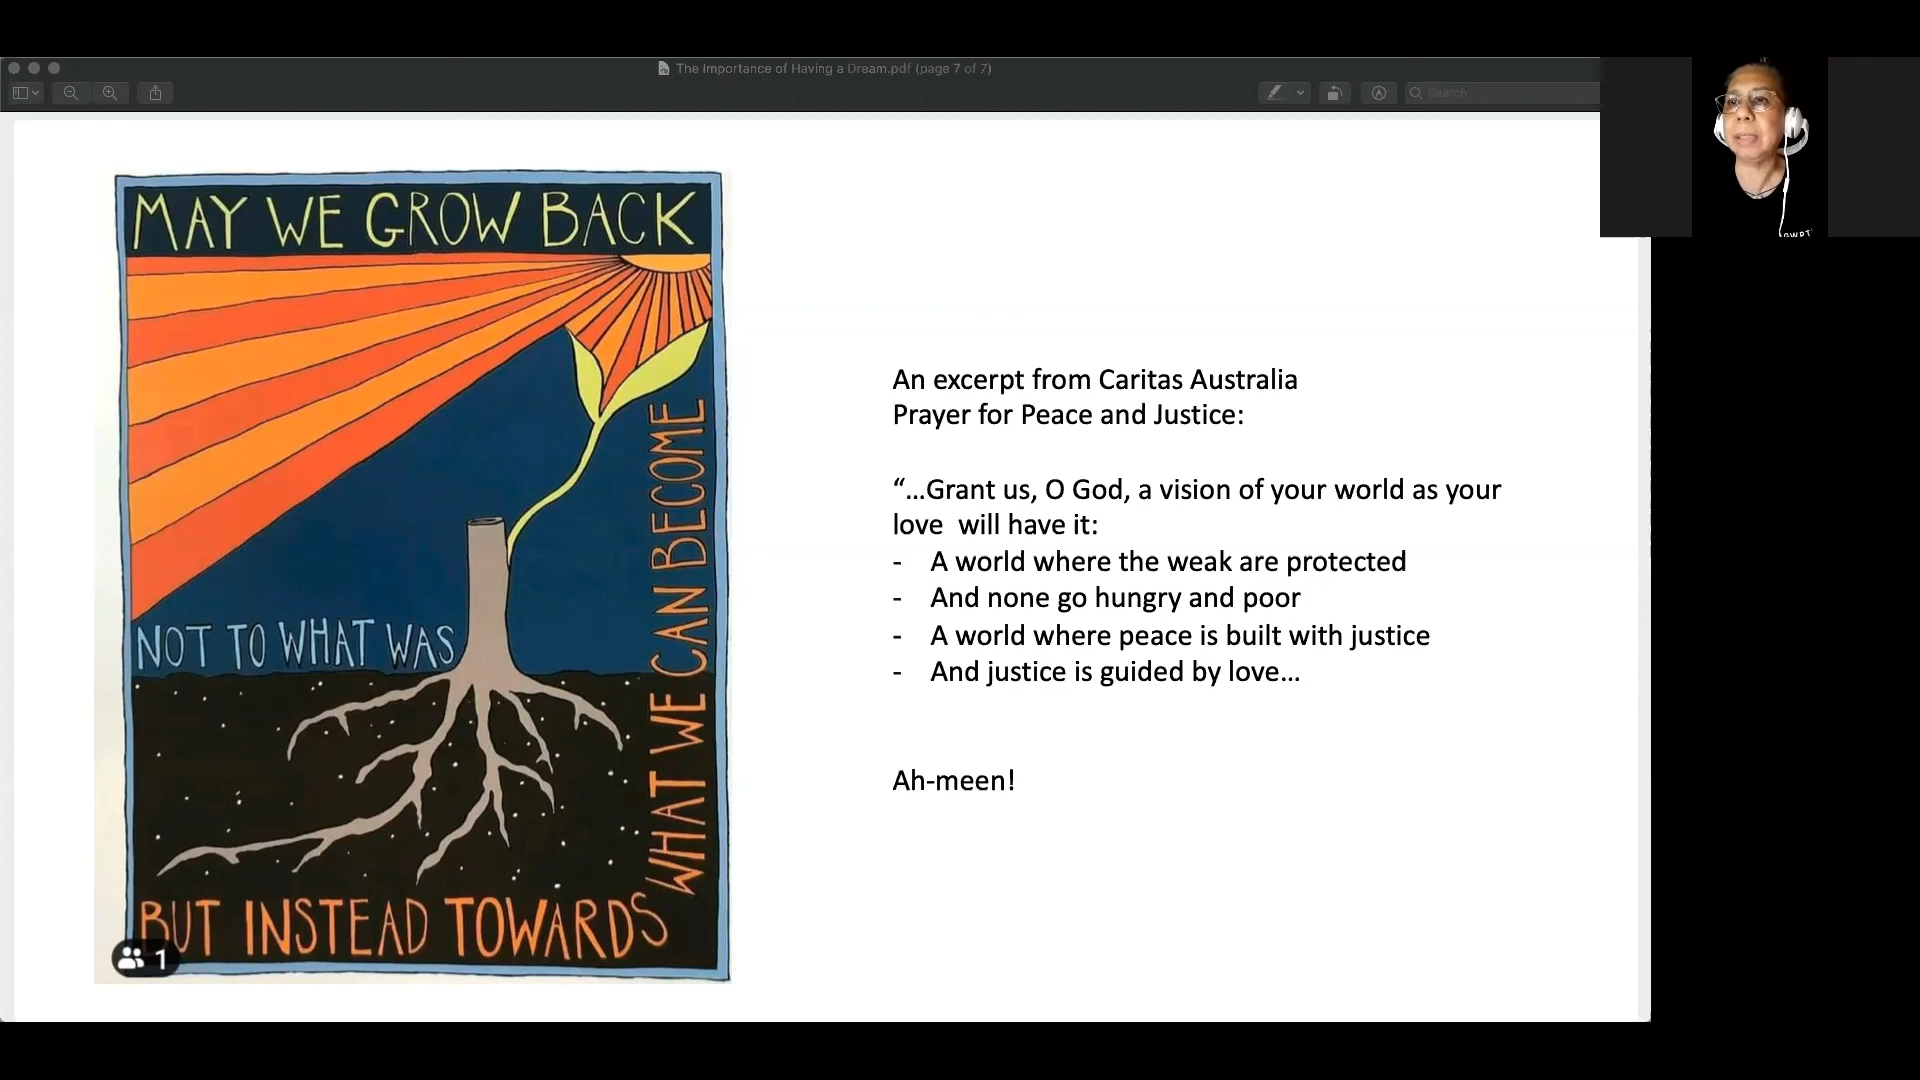 The Importance of Having a Dream.pdf (page 7 of 7)
Search
MAY WE GROW BACK
NOT TO WHAT WAS
BUT INSTEAD TOWARDS
WHAT WE CAN BECOME
1
An excerpt from Caritas Australia
Prayer for Peace and Justice:
“...Grant us, O God, a vision of your world as your
love  will have it:
- A world where the weak are protected
- And none go hungry and poor
- A world where peace is built with justice
- And justice is guided by love...
Ah-meen!